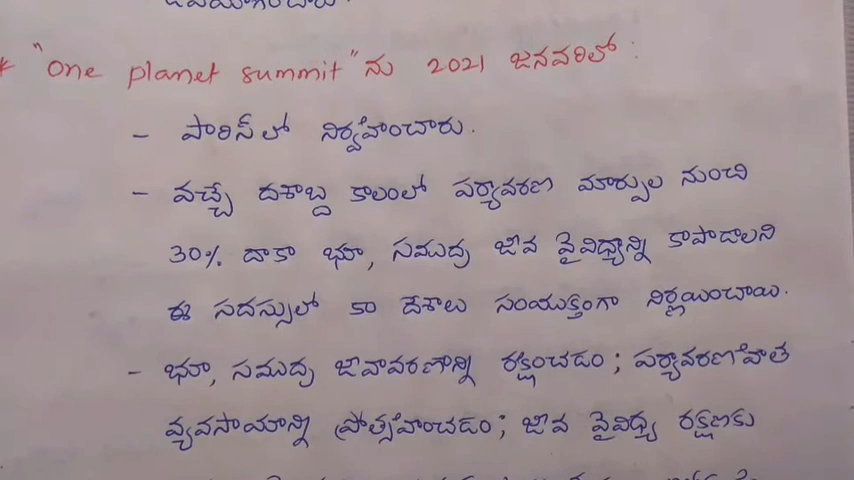 * "One planet summit" ను 2021 జనవరిలో:
- పారిస్ లో నిర్వహించారు.
- వచ్చే దశాబ్ద కాలంలో పర్యావరణ మార్పుల నుంచి
30% దాకా భూ, సముద్ర జీవ వైవిధ్యాన్ని కాపాడాలని
ఈ సదస్సులో 50 దేశాలు సంయుక్తంగా నిర్ణయించాయి.
- భూ, సముద్ర జీవావరణాన్ని రక్షించడం; పర్యావరణహిత
వ్యవసాయాన్ని ప్రోత్సహించడం; జీవ వైవిధ్య రక్షణకు